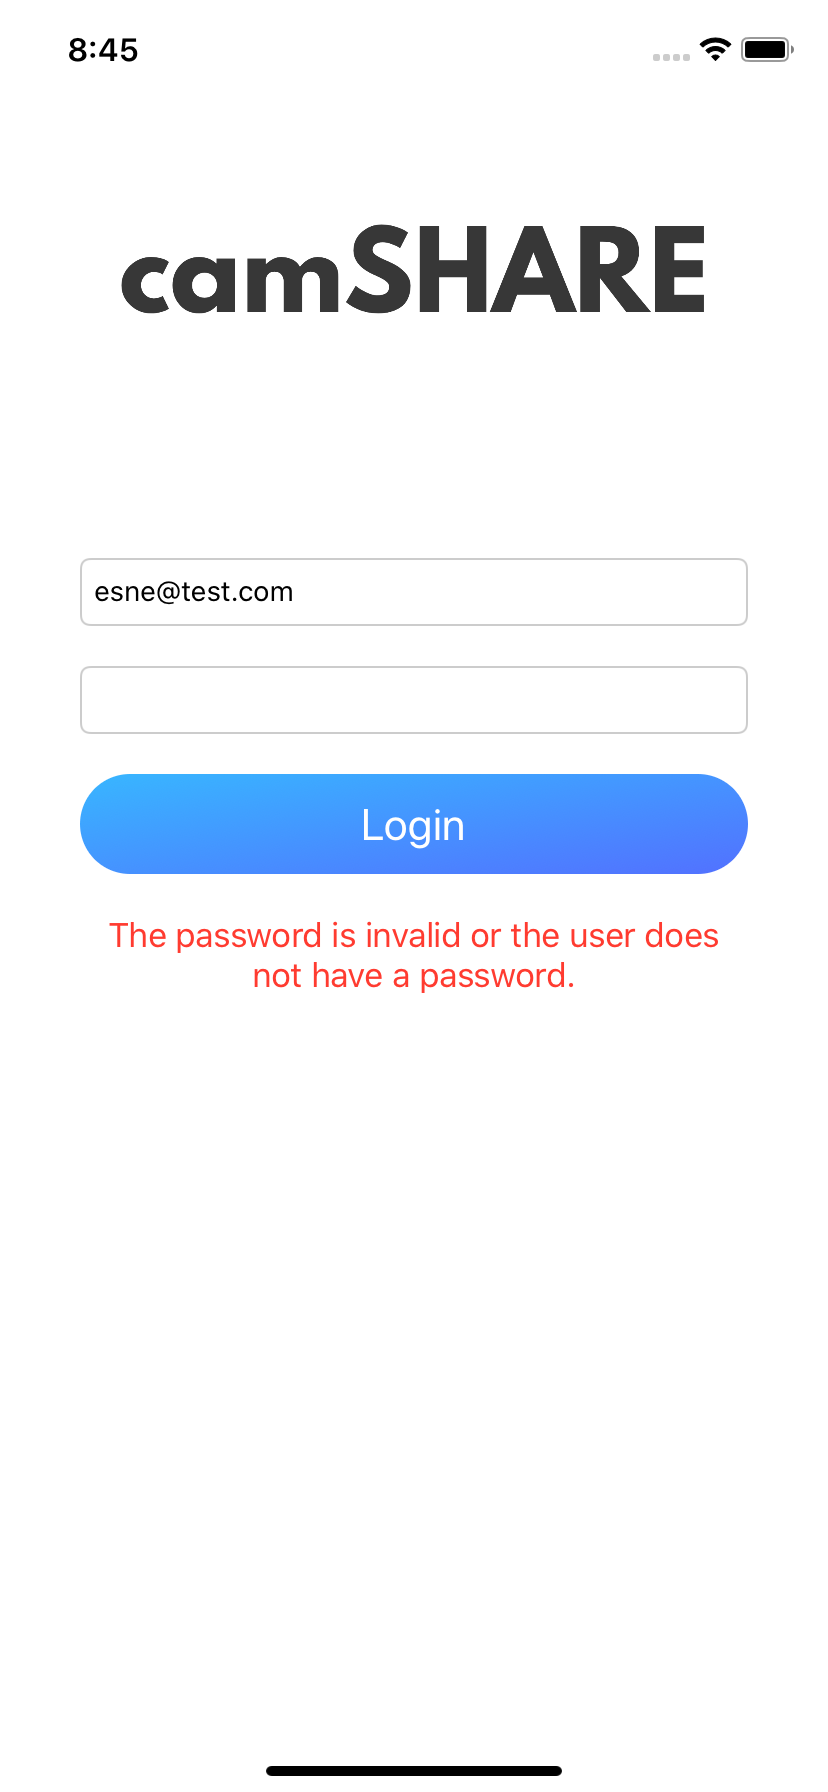 8:45
camSHARE
esne@test.com
Login
The password is invalid or the user does
not have a password.